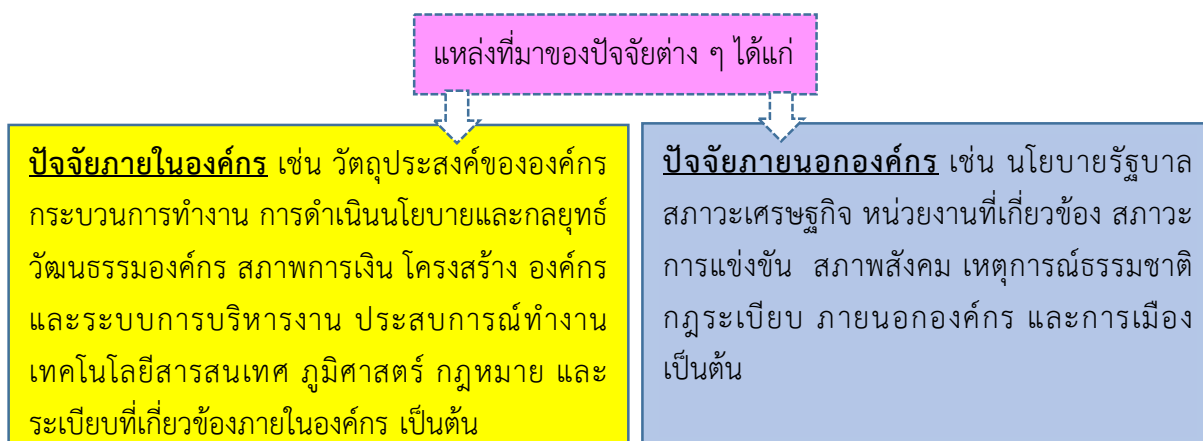 แหล่งที่มาของปัจจัยต่าง ๆ ได้แก่
ปัจจัยภายในองค์กร เช่น วัตถุประสงค์ขององค์กร
กระบวนการทำงาน การดำเนินนโยบายและกลยุทธ์
วัฒนธรรมองค์กร สภาพการเงิน โครงสร้าง องค์กร
และระบบการบริหารงาน ประสบการณ์ทำงาน
เทคโนโลยีสารสนเทศ ภูมิศาสตร์ กฎหมาย และ
ระเบียบที่เกี่ยวข้องภายในองค์กร เป็นต้น
ปัจจัยภายนอกองค์กร เช่น นโยบายรัฐบาล
สภาวะเศรษฐกิจ หน่วยงานที่เกี่ยวข้อง สภาวะ
การแข่งขัน สภาพสังคม เหตุการณ์ธรรมชาติ
กฎระเบียบ ภายนอกองค์กร และการเมือง
เป็นต้น